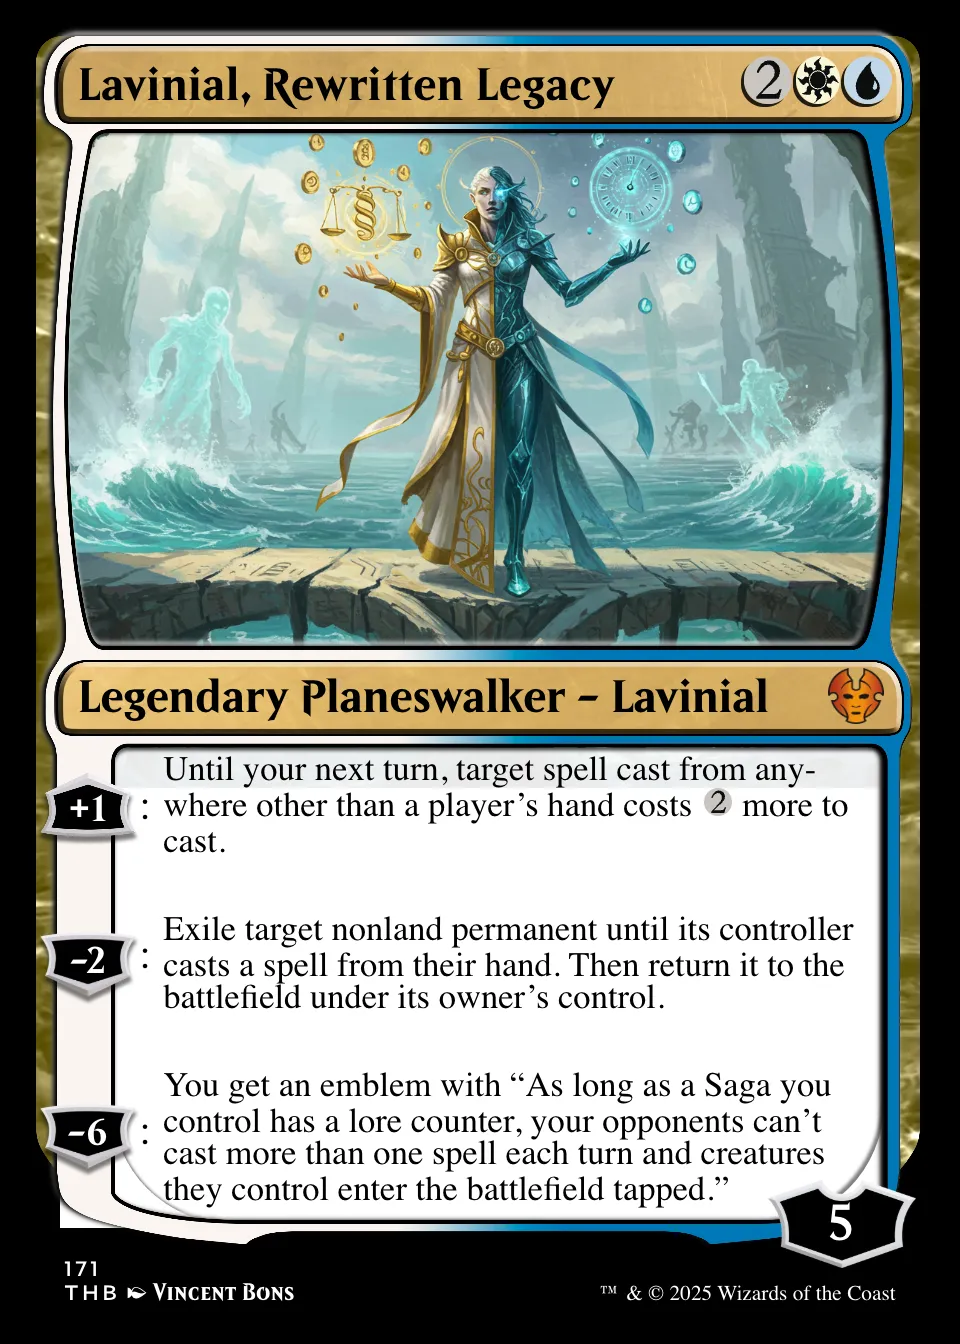 Lavinial, Rewritten Legacy 2
Legendary Planeswalker – Lavinial
Until your next turn, target spell cast from any-
+1 : where other than a player's hand costs 2 more to
cast.
Exile target nonland permanent until its controller
–2 : casts a spell from their hand. Then return it to the
battlefield under its owner's control.
You get an emblem with “As long as a Saga you
–6 : control has a lore counter, your opponents can't
cast more than one spell each turn and creatures
they control enter the battlefield tapped.”
5
171
THB VINCENT BONS
™ & © 2025 Wizards of the Coast